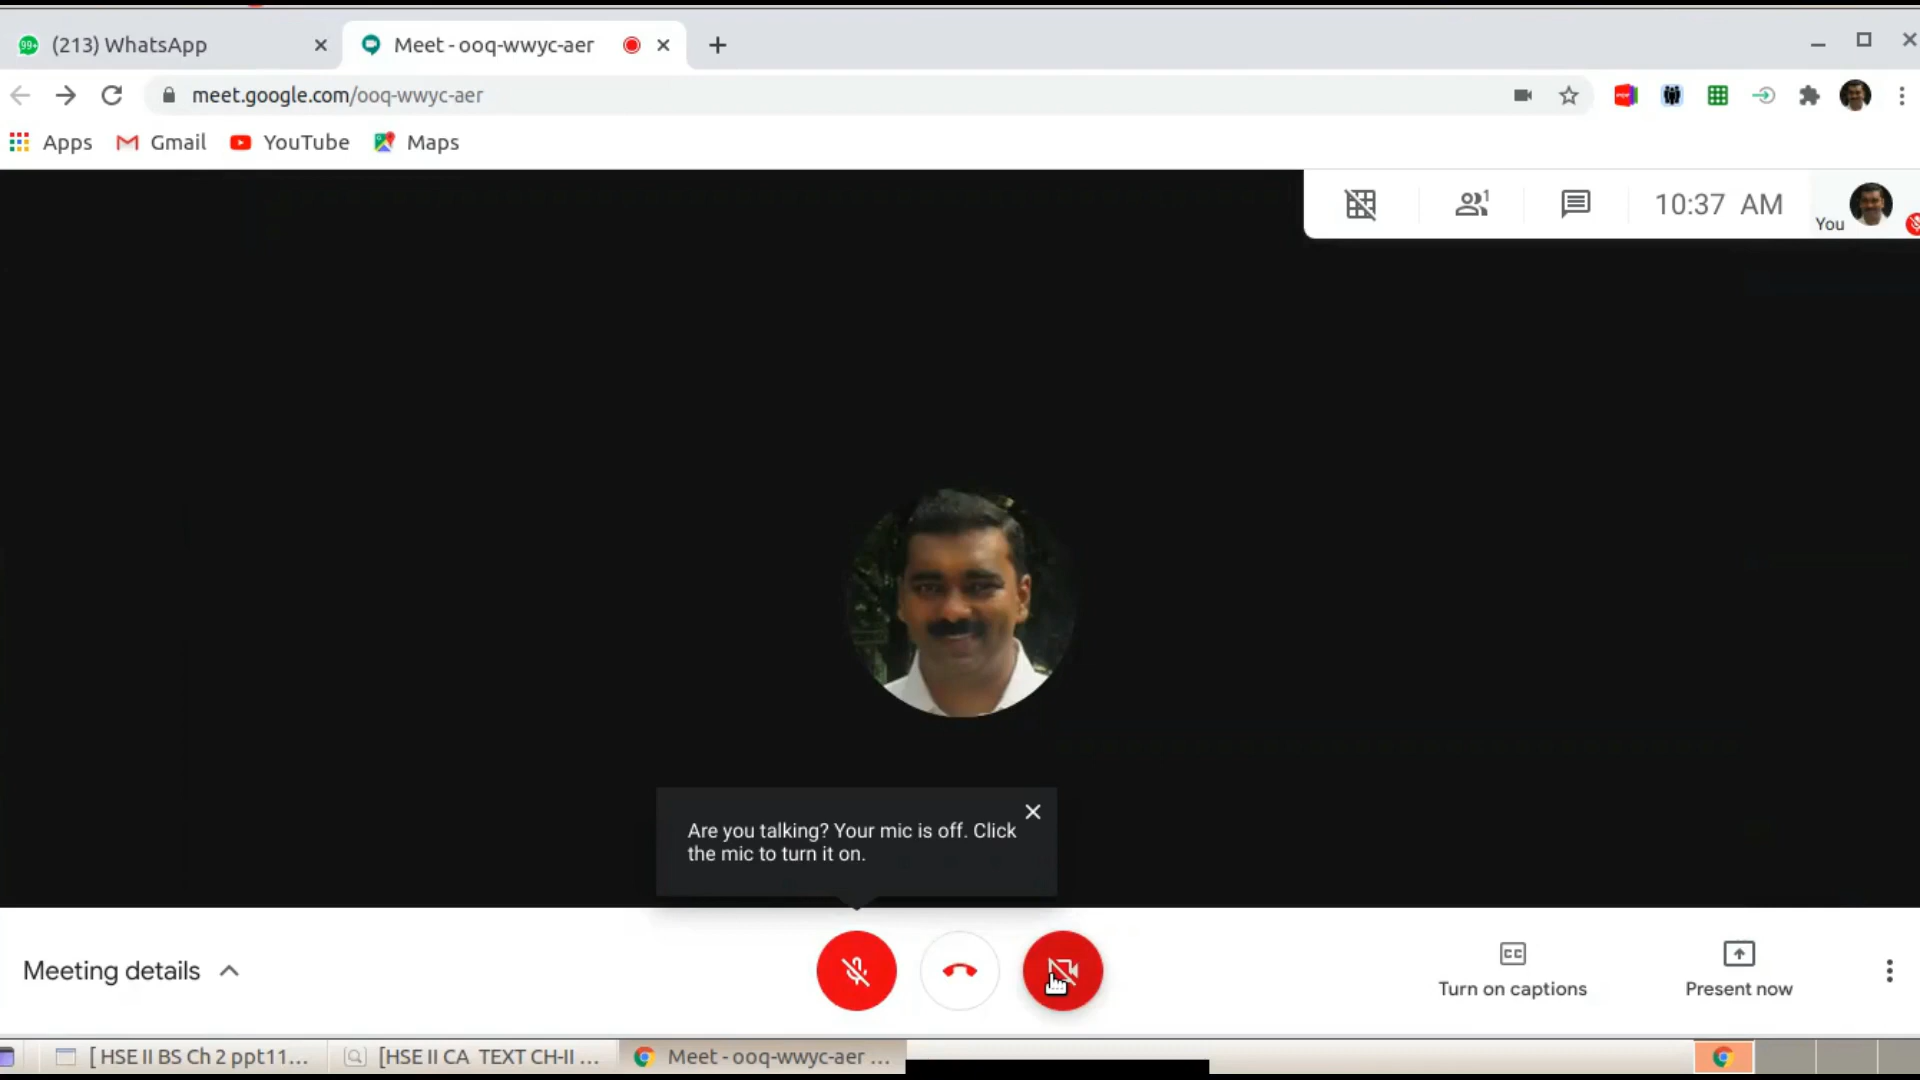 (213) WhatsApp
Meet - ooq-wwyc-aer
meet.google.com/ooq-wwyc-aer
Apps
Gmail
YouTube
Maps
1
10:37 AM
You
Are you talking? Your mic is off. Click
the mic to turn it on.
Meeting details
CC
Turn on captions
Present now
[ HSE II BS Ch 2 ppt11...
[HSE II CA TEXT CH-II ...
Meet - ooq-wwyc-aer ...